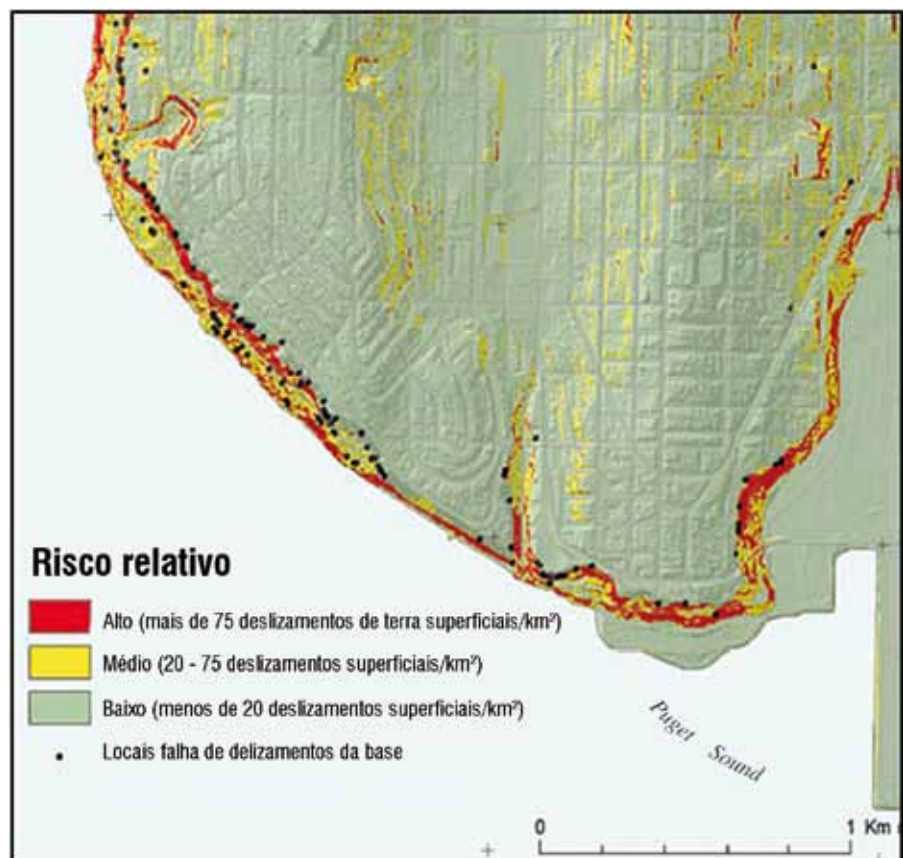 Risco relativo
Alto (mais de 75 deslizamentos de terra superficiais/km²)
Médio (20 - 75 deslizamentos superficiais/km²)
Baixo (menos de 20 deslizamentos superficiais/km²)
Locais falha de delizamentos da base
Puget Sound
0 1 Km